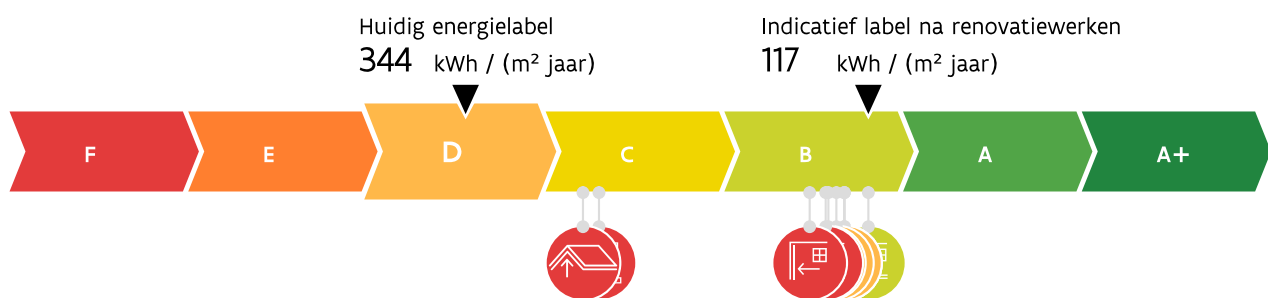 Huidig energielabel
344 kWh / (m² jaar)
Indicatief label na renovatiewerken
117 kWh / (m² jaar)
F E D C B A A+